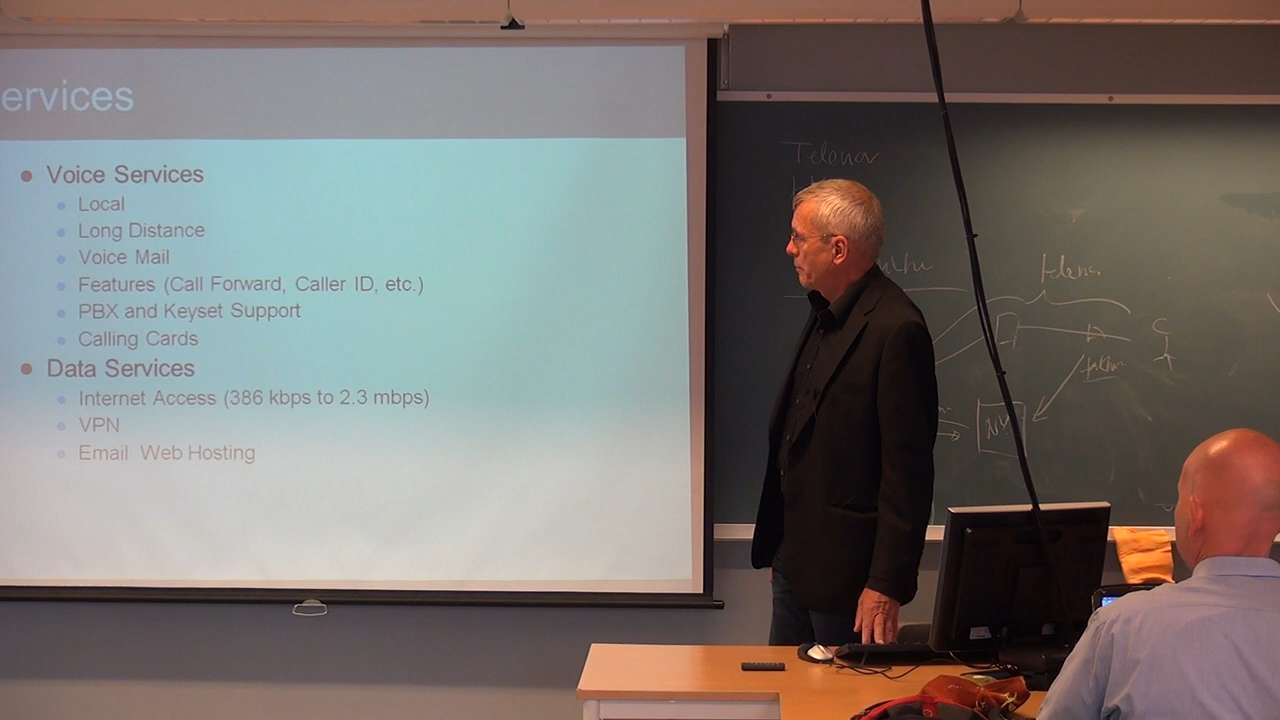 ervices
Voice Services
Local
Long Distance
Voice Mail
Features (Call Forward, Caller ID, etc.)
PBX and Keyset Support
Calling Cards
Data Services
Internet Access (386 kbps to 2.3 mbps)
VPN
Email Web Hosting
Telenor
telenor
C